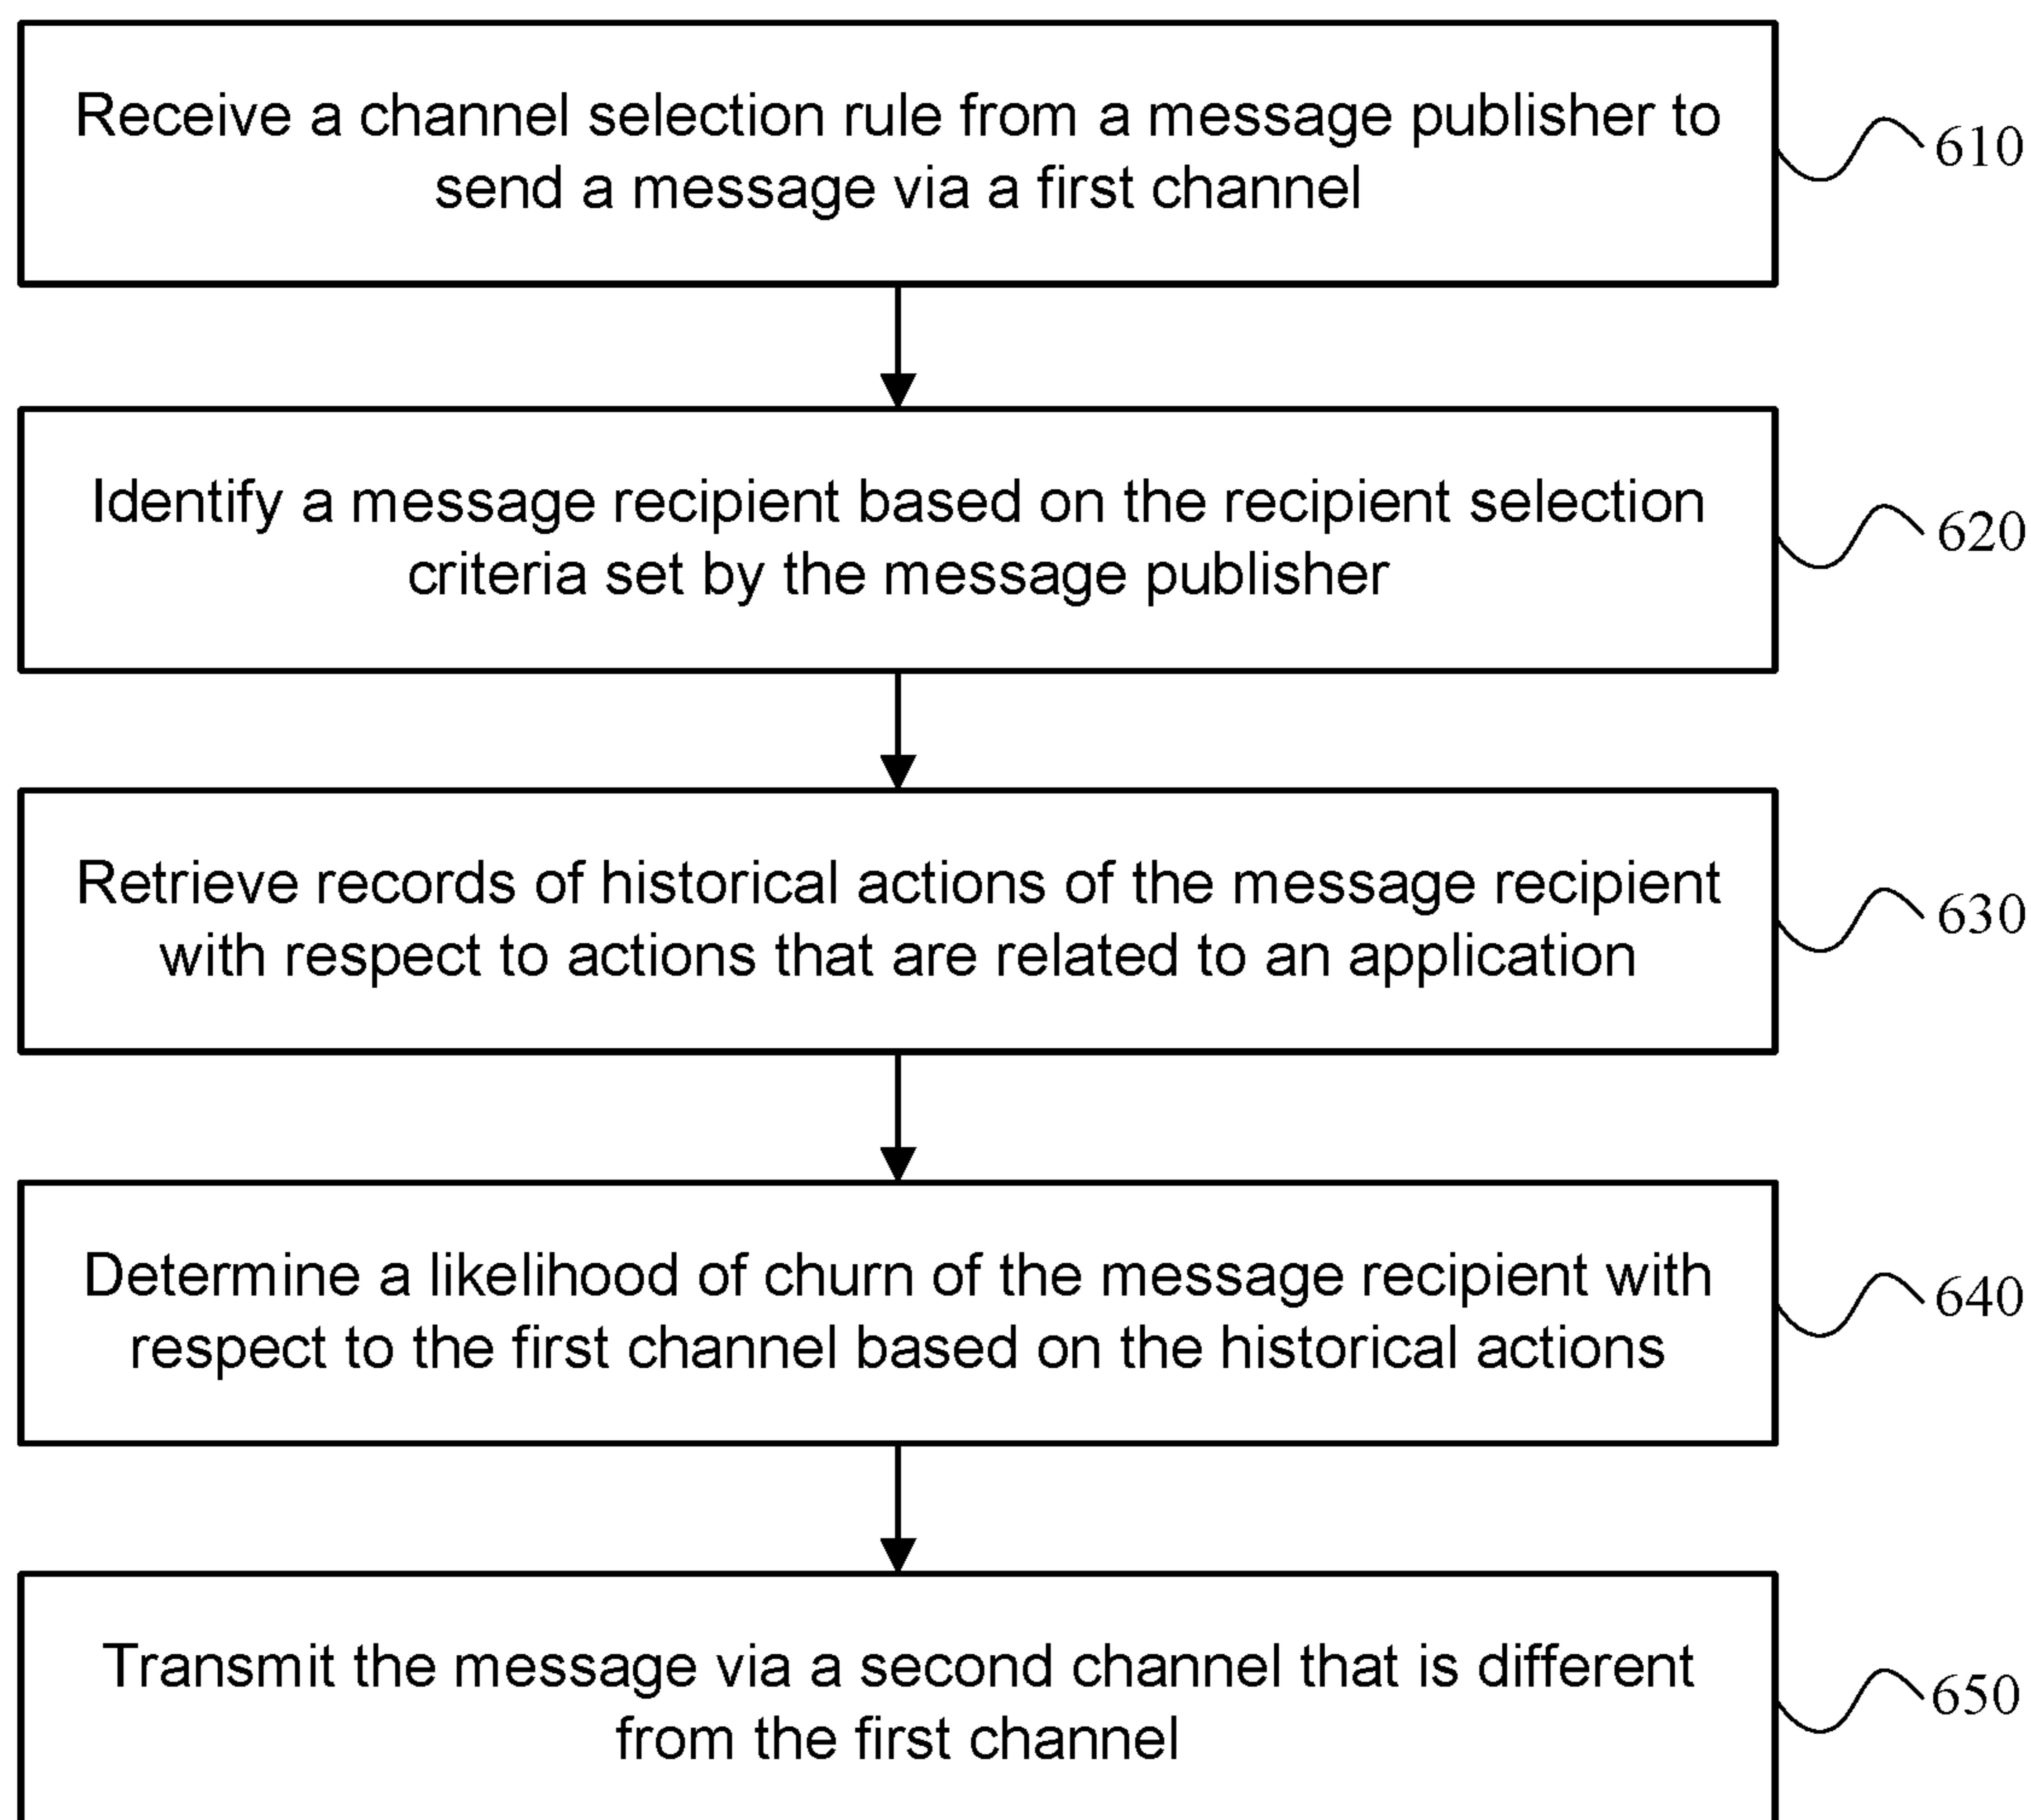 Receive a channel selection rule from a message publisher to
send a message via a first channel
610
Identify a message recipient based on the recipient selection
criteria set by the message publisher
620
Retrieve records of historical actions of the message recipient
with respect to actions that are related to an application
630
Determine a likelihood of churn of the message recipient with
respect to the first channel based on the historical actions
640
Transmit the message via a second channel that is different
from the first channel
650